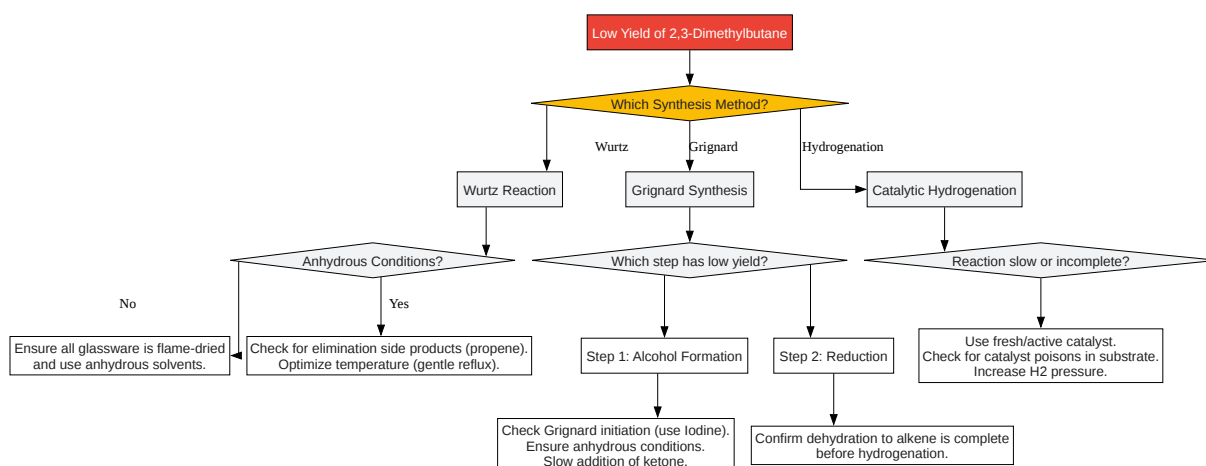 Low Yield of 2,3-Dimethylbutane
Which Synthesis Method?
Wurtz
Grignard
Hydrogenation
Wurtz Reaction
Grignard Synthesis
Catalytic Hydrogenation
Anhydrous Conditions?
Which step has low yield?
Reaction slow or incomplete?
No
Yes
Ensure all glassware is flame-dried
and use anhydrous solvents.
Check for elimination side products (propene).
Optimize temperature (gentle reflux).
Step 1: Alcohol Formation
Step 2: Reduction
Use fresh/active catalyst.
Check for catalyst poisons in substrate.
Increase H2 pressure.
Check Grignard initiation (use Iodine).
Ensure anhydrous conditions.
Slow addition of ketone.
Confirm dehydration to alkene is complete
before hydrogenation.